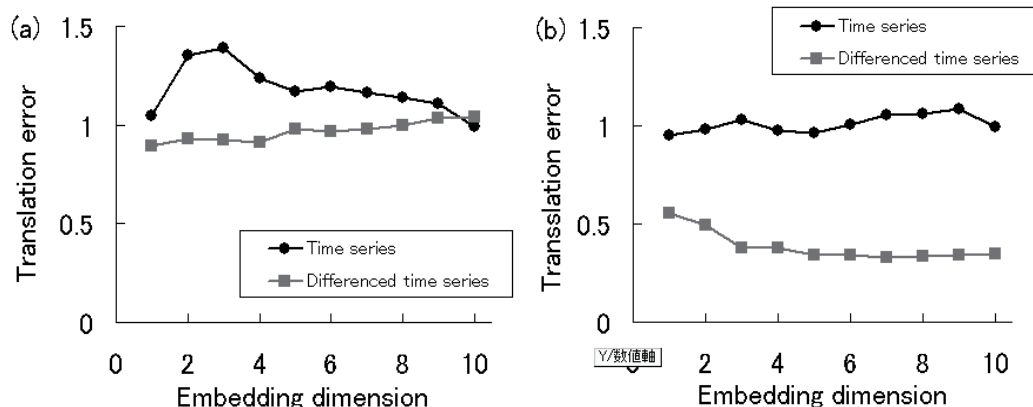 (a)
1.5
1
0.5
0
Translation error
Time series
Differenced time series
0 2 4 6 8 10
Embedding dimension
(b)
1.5
1
0.5
0
Transslation error
Time series
Differenced time series
Y/数値軸
2 4 6 8 10
Embedding dimension